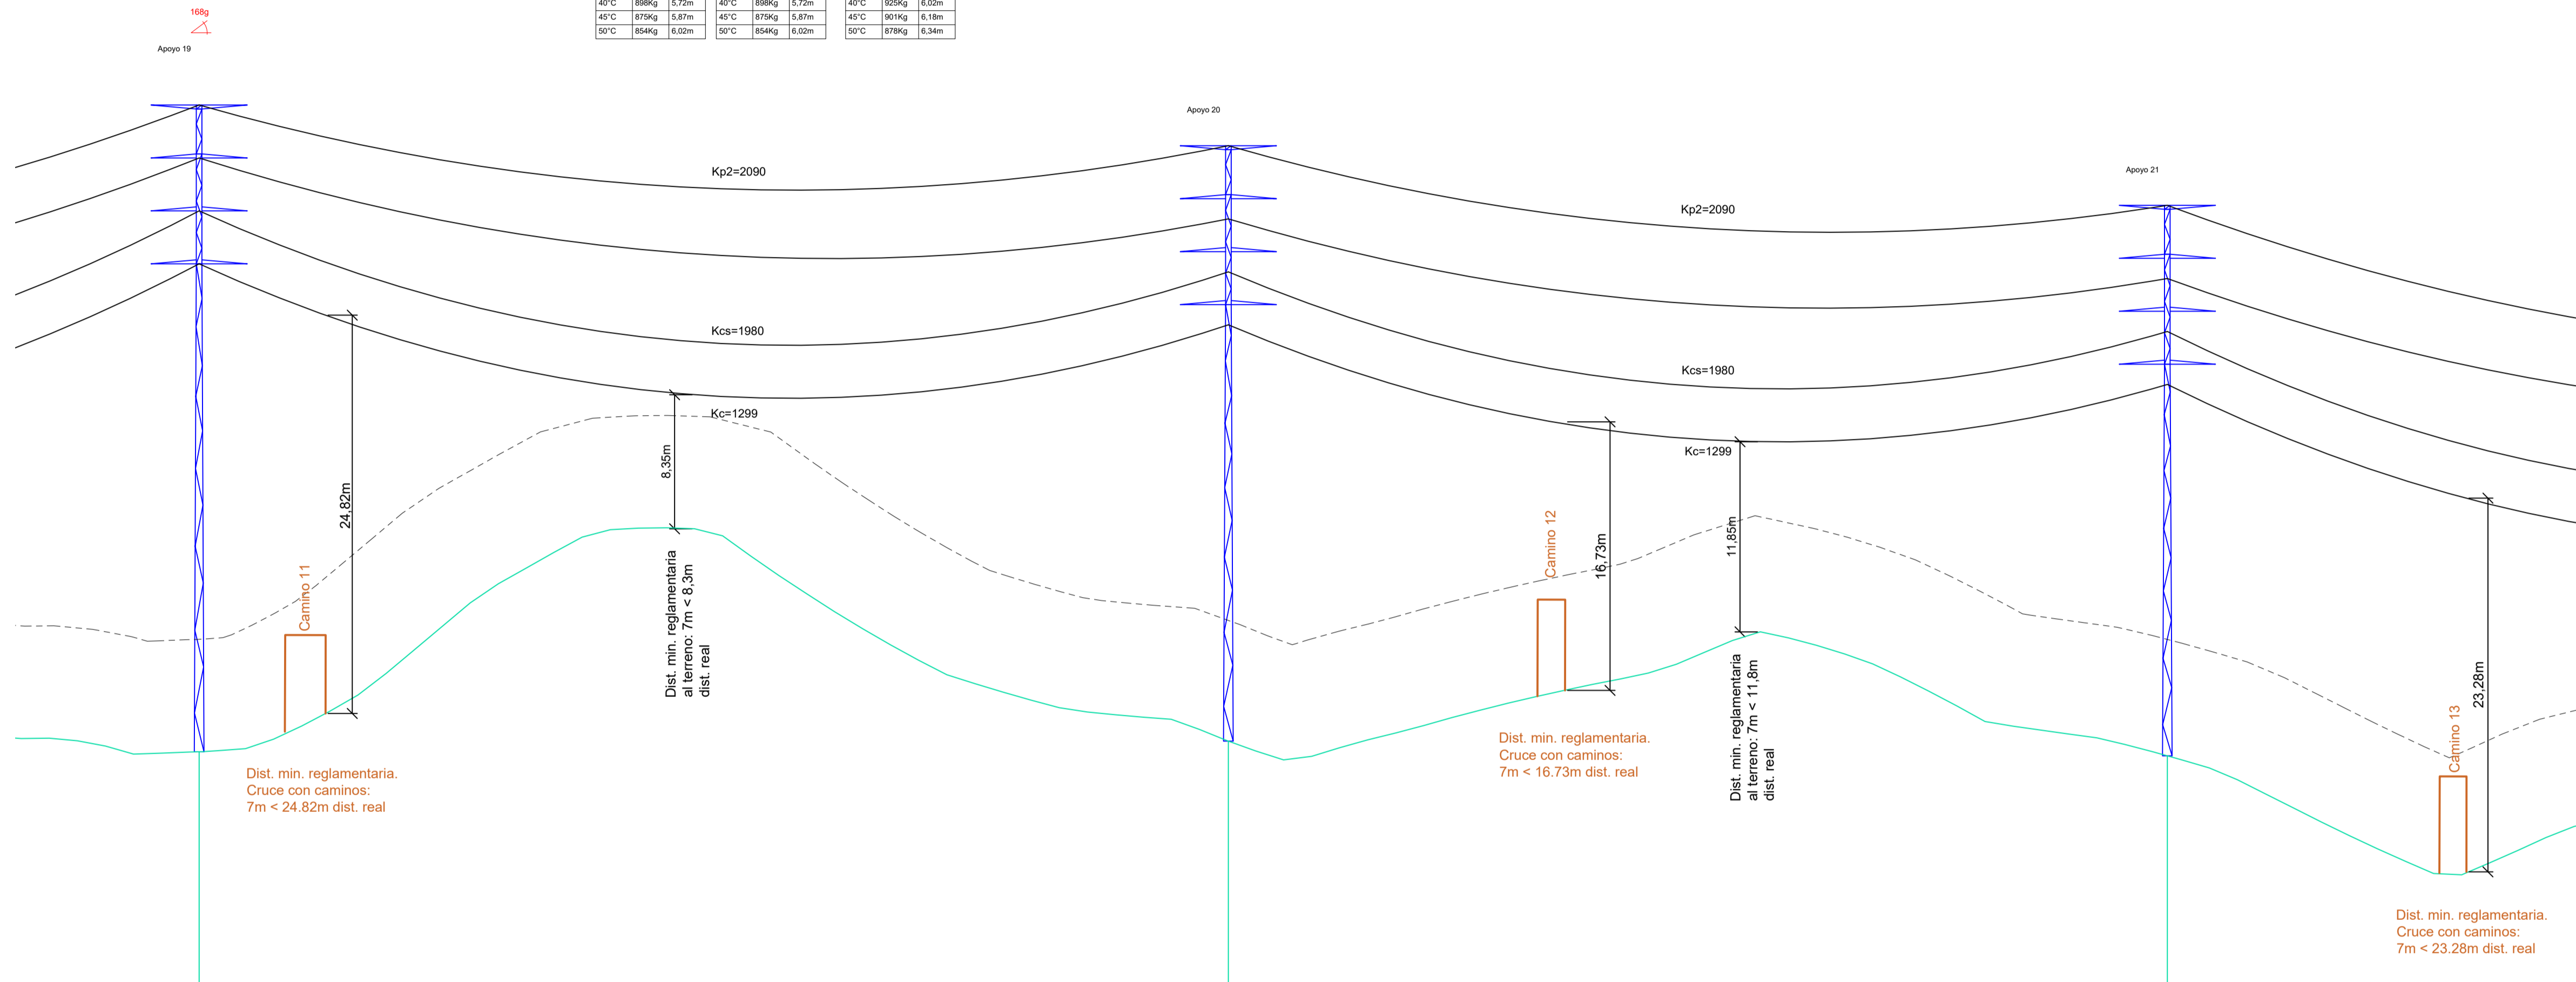 168g
Apoyo 19
40°C 898Kg 5,72m
45°C 875Kg 5,87m
50°C 854Kg 6,02m
40°C 898Kg 5,72m
45°C 875Kg 5,87m
50°C 854Kg 6,02m
40°C 925Kg 6,02m
45°C 901Kg 6,18m
50°C 878Kg 6,34m
Apoyo 20
Apoyo 21
Kp2=2090
Kp2=2090
Kcs=1980
Kcs=1980
Kc=1299
Kc=1299
24,82m
8,35m
16,73m
11,85m
23,28m
Camino 11
Camino 12
Camino 13
Dist. min. reglamentaria
al terreno: 7m < 8,3m
dist. real
Dist. min. reglamentaria
al terreno: 7m < 11,8m
dist. real
Dist. min. reglamentaria.
Cruce con caminos:
7m < 24.82m dist. real
Dist. min. reglamentaria.
Cruce con caminos:
7m < 16.73m dist. real
Dist. min. reglamentaria.
Cruce con caminos:
7m < 23.28m dist. real